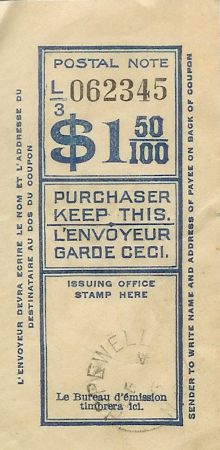 POSTAL NOTE
L/3 062345
$1 50/100
PURCHASER
KEEP THIS.
L'ENVOYEUR
GARDE CECI.
ISSUING OFFICE
STAMP HERE
Le Bureau d'émission
timbrera ici.
L'ENVOYEUR DEVRA ÉCRIRE LE NOM ET L'ADDRESSE DU
DESTINATAIRE AU DOS DU COUPON
SENDER TO WRITE NAME AND ADDRESS OF PAYEE ON BACK OF COUPON